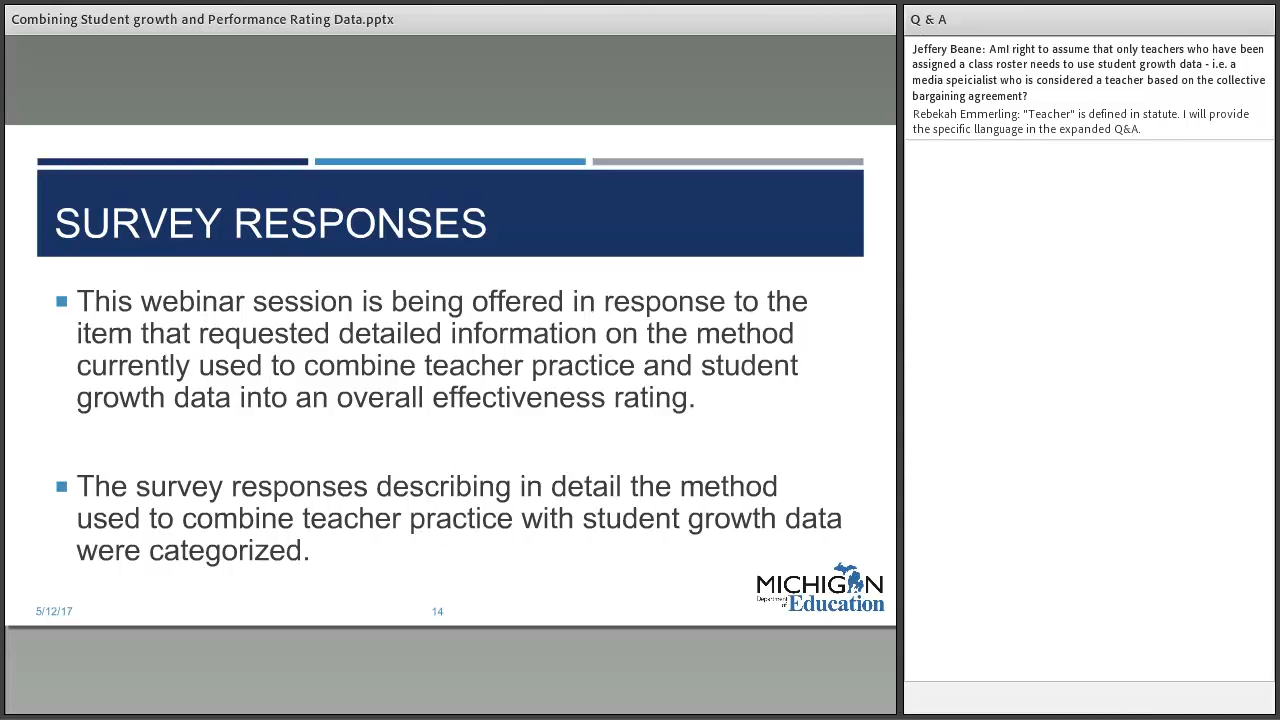 Combining Student growth and Performance Rating Data.pptx
SURVEY RESPONSES
This webinar session is being offered in response to the
item that requested detailed information on the method
currently used to combine teacher practice and student
growth data into an overall effectiveness rating.
The survey responses describing in detail the method
used to combine teacher practice with student growth data
were categorized.
5/12/17
14
MICHIGAN
Department
of Education
Q & A
Jeffery Beane: AmI right to assume that only teachers who have been
assigned a class roster needs to use student growth data - i.e. a
media speicialist who is considered a teacher based on the collective
bargaining agreement?
Rebekah Emmerling: "Teacher" is defined in statute. I will provide
the specific llanguage in the expanded Q&A.